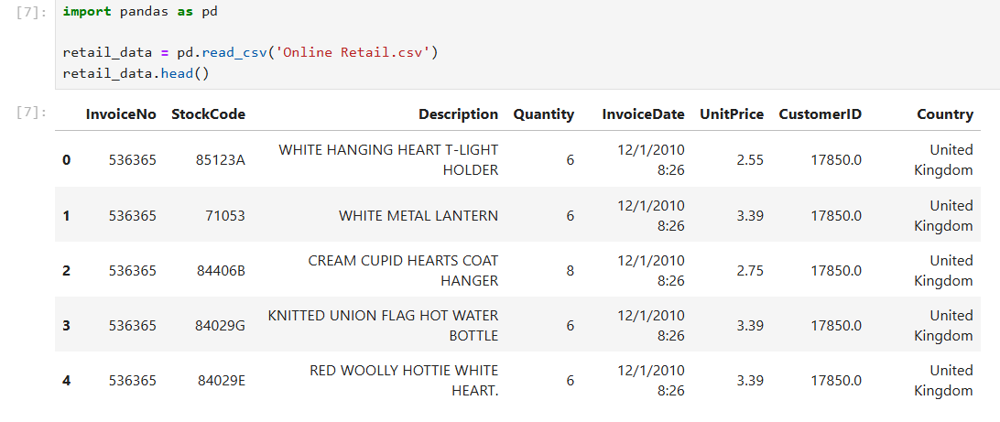 [7]: import pandas as pd
retail_data = pd.read_csv('Online Retail.csv')
retail_data.head()
[7]: InvoiceNo StockCode Description Quantity InvoiceDate UnitPrice CustomerID Country
0 536365 85123A WHITE HANGING HEART T-LIGHT HOLDER 6 12/1/2010 8:26 2.55 17850.0 United Kingdom
1 536365 71053 WHITE METAL LANTERN 6 12/1/2010 8:26 3.39 17850.0 United Kingdom
2 536365 84406B CREAM CUPID HEARTS COAT HANGER 8 12/1/2010 8:26 2.75 17850.0 United Kingdom
3 536365 84029G KNITTED UNION FLAG HOT WATER BOTTLE 6 12/1/2010 8:26 3.39 17850.0 United Kingdom
4 536365 84029E RED WOOLLY HOTTIE WHITE HEART. 6 12/1/2010 8:26 3.39 17850.0 United Kingdom